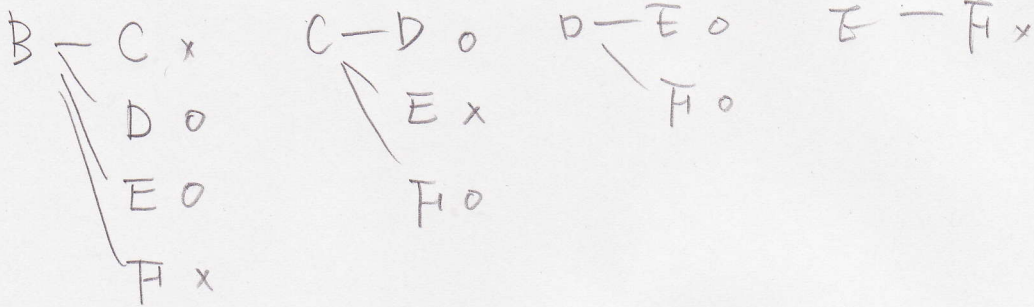 B — C x C — D o D — E o E — F x
D o E x F o
E o F o
F x